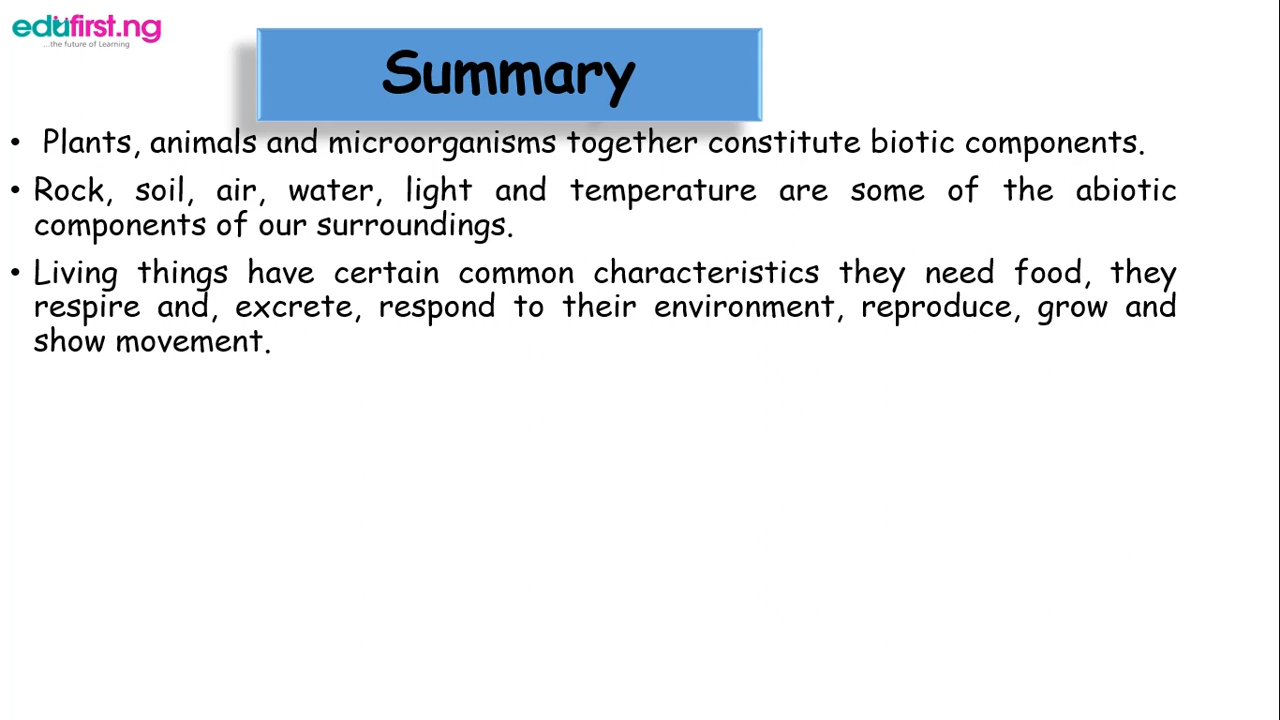 edufirst.ng
...the future of Learning
Summary
• Plants, animals and microorganisms together constitute biotic components.
• Rock, soil, air, water, light and temperature are some of the abiotic
components of our surroundings.
• Living things have certain common characteristics they need food, they
respire and, excrete, respond to their environment, reproduce, grow and
show movement.